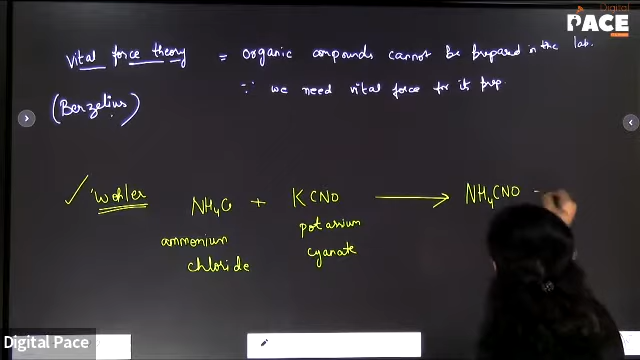 Digital
PACE
Vital force theory = organic compounds cannot be prepared in the lab.
∵ we need vital force for its prep.
(Berzelius)
✓ Wohler NH4Cl + KCNO → NH4CNO
ammonium potassium
chloride cyanate
Digital Pace